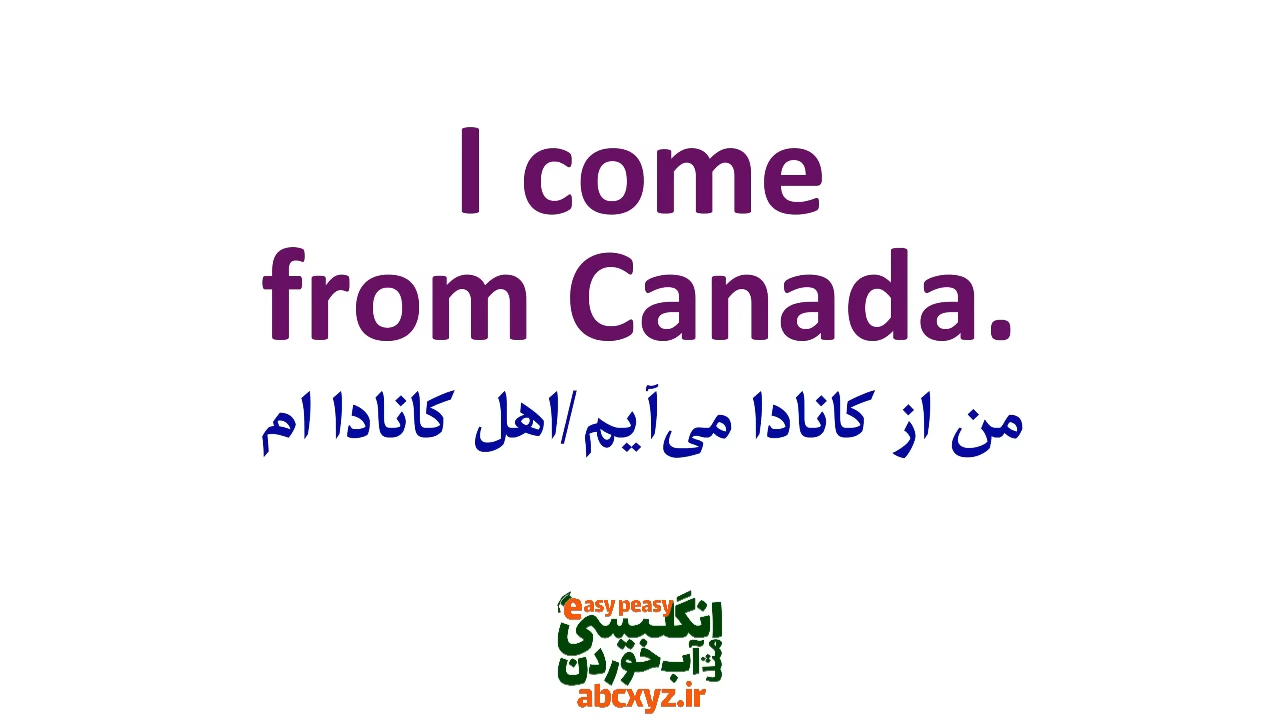 I come
from Canada.
من از کانادا می‌آیم/اهل کانادا ام
easy peasy
انگلیسی
مثل آب خوردن
abcxyz.ir